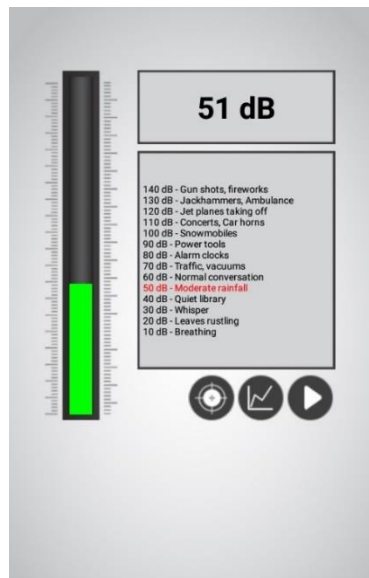 51 dB
140 dB - Gun shots, fireworks
130 dB - Jackhammers, Ambulance
120 dB - Jet planes taking off
110 dB - Concerts, Car horns
100 dB - Snowmobiles
90 dB - Power tools
80 dB - Alarm clocks
70 dB - Traffic, vacuums
60 dB - Normal conversation
50 dB - Moderate rainfall
40 dB - Quiet library
30 dB - Whisper
20 dB - Leaves rustling
10 dB - Breathing